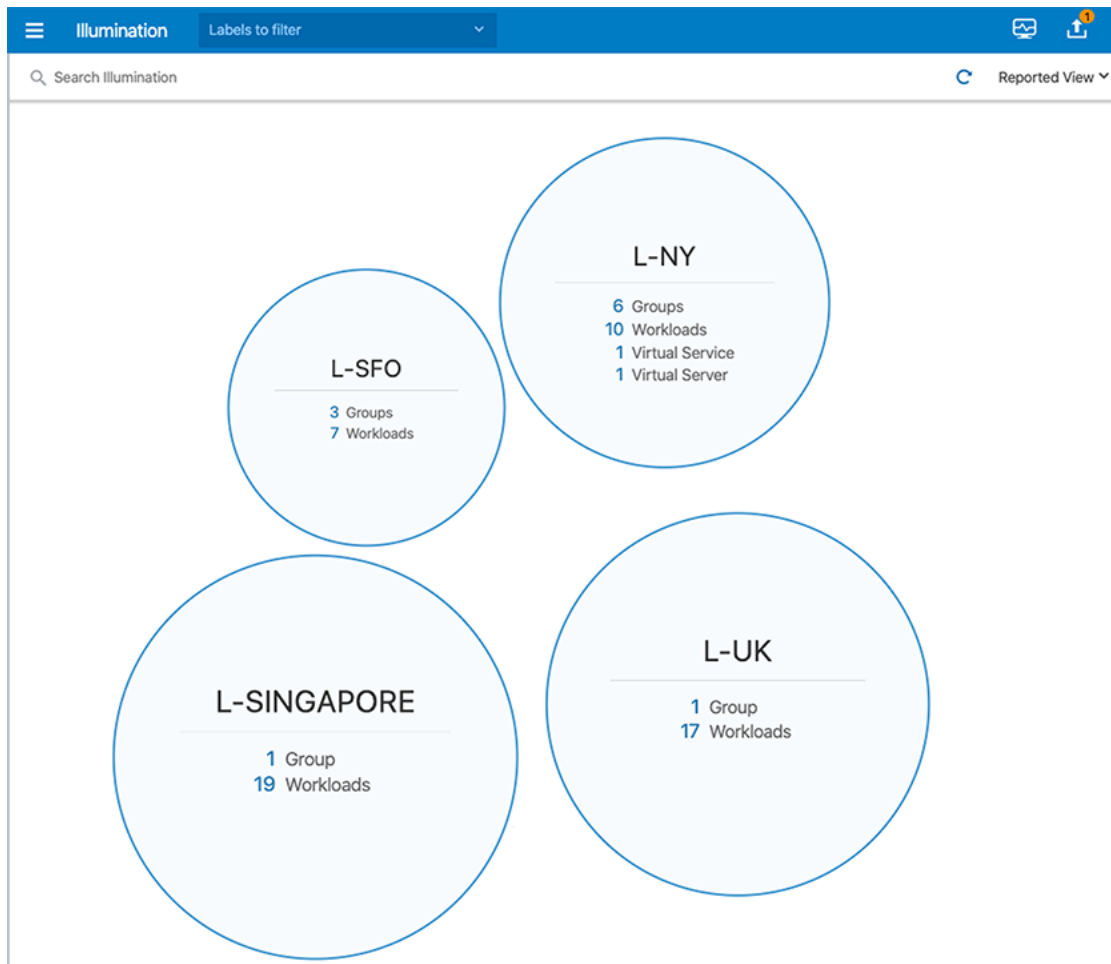 Illumination
Labels to filter
1
Search Illumination
Reported View
L-NY
6 Groups
10 Workloads
1 Virtual Service
1 Virtual Server
L-SFO
3 Groups
7 Workloads
L-UK
1 Group
17 Workloads
L-SINGAPORE
1 Group
19 Workloads